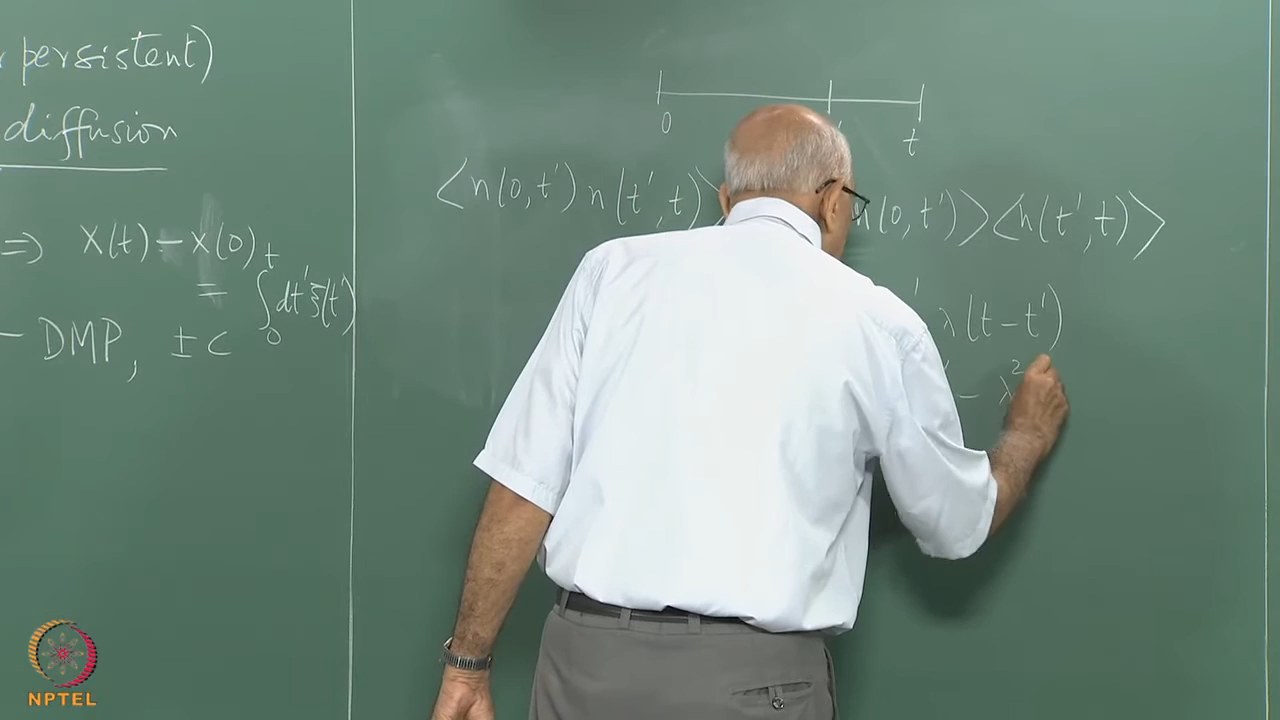 persistent)
diffusion
=> X(t) - X(0)
= ∫₀ᵗ dt' ξ(t')
- DMP, ± c
0 t
<n(0,t') n(t',t)> n(0,t')> <n(t',t)>
λ(t-t')
- λ²
NPTEL